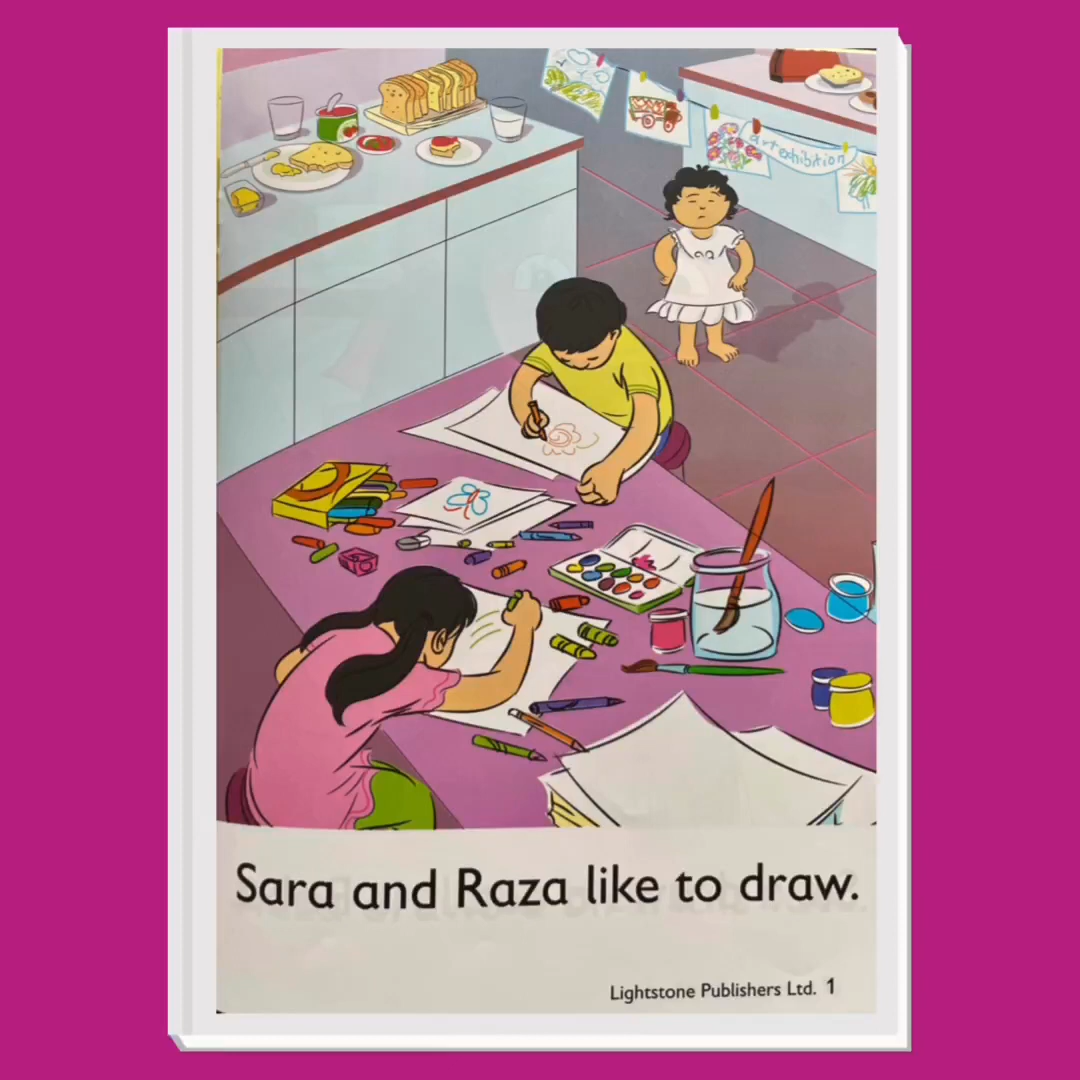 art exhibition
Sara and Raza like to draw.
Lightstone Publishers Ltd. 1